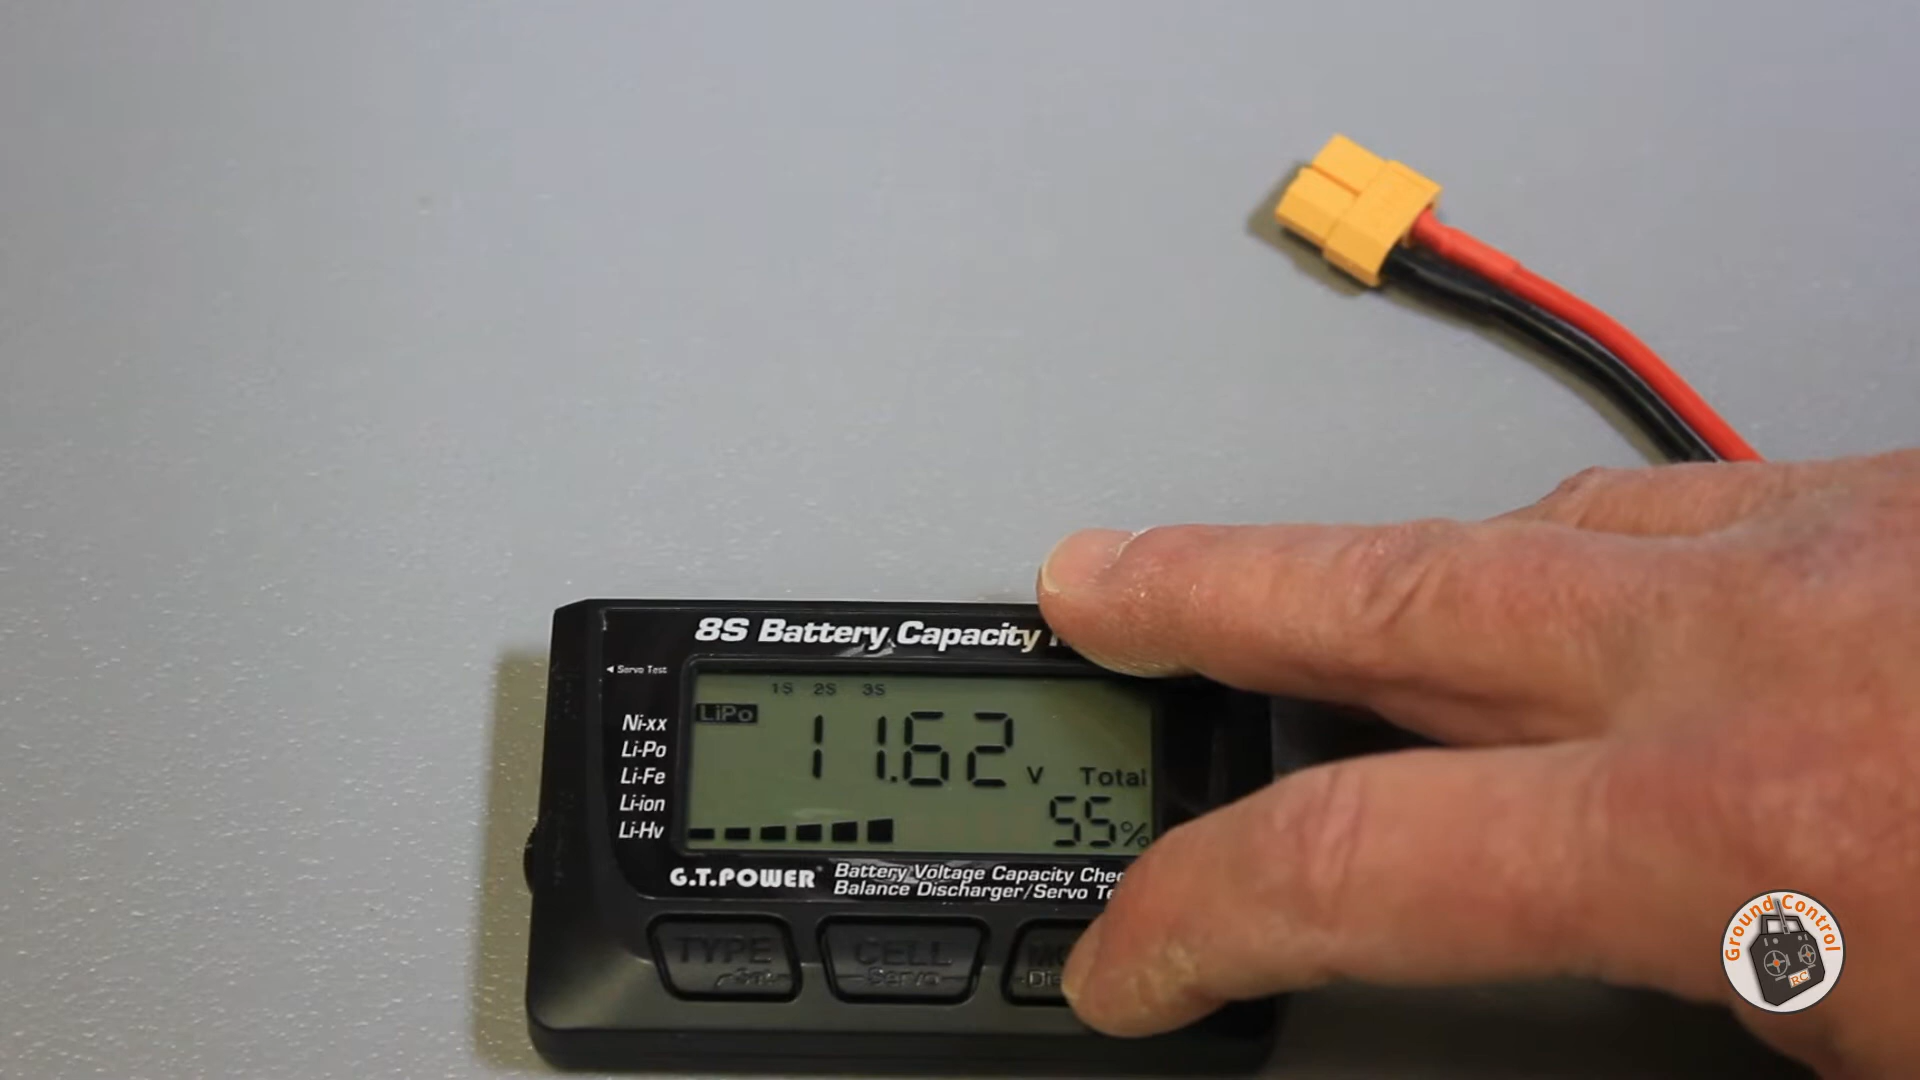 8S Battery Capacity
◄ Servo Test
1S 2S 3S
LiPo
11.62 V Total
55%
Ni-xx
Li-Po
Li-Fe
Li-ion
Li-Hv
G.T.POWER
Battery Voltage Capacity
Balance Discharger/Servo
TYPE
Set
CELL
Servo
Ground Control
RC